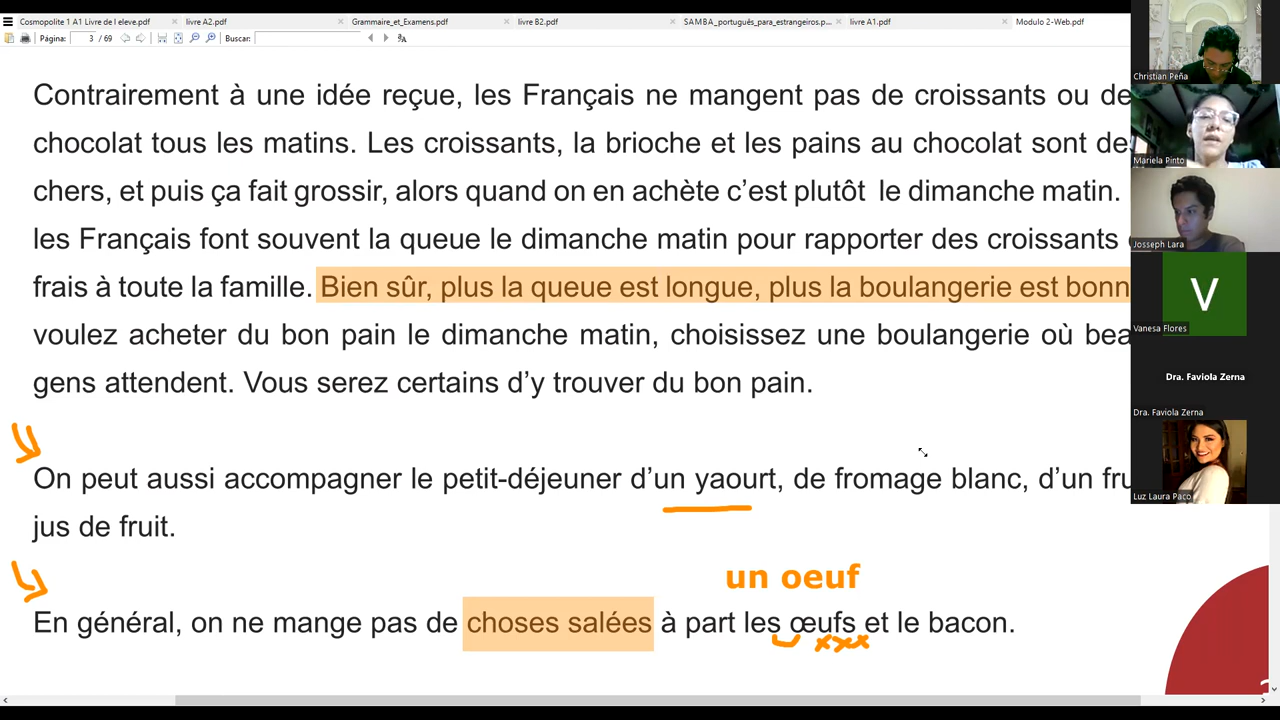 Cosmopolite 1 A1 Livre de l eleve.pdf
livre A2.pdf
Grammaire_et_Examens.pdf
livre B2.pdf
SAMBA_português_para_estrangeiros.p...
livre A1.pdf
Modulo 2-Web.pdf
Página: 3 / 69 Buscar:
Contrairement à une idée reçue, les Français ne mangent pas de croissants ou de
chocolat tous les matins. Les croissants, la brioche et les pains au chocolat sont de
chers, et puis ça fait grossir, alors quand on en achète c’est plutôt le dimanche matin.
les Français font souvent la queue le dimanche matin pour rapporter des croissants
frais à toute la famille. Bien sûr, plus la queue est longue, plus la boulangerie est bonn
voulez acheter du bon pain le dimanche matin, choisissez une boulangerie où bea
gens attendent. Vous serez certains d’y trouver du bon pain.
On peut aussi accompagner le petit-déjeuner d’un yaourt, de fromage blanc, d’un fru
jus de fruit.
un oeuf
En général, on ne mange pas de choses salées à part les œufs et le bacon.
xxx
Christian Peña
Mariela Pinto
Josseph Lara
V
Vanesa Flores
Dra. Faviola Zerna
Dra. Faviola Zerna
Luz Laura Paco